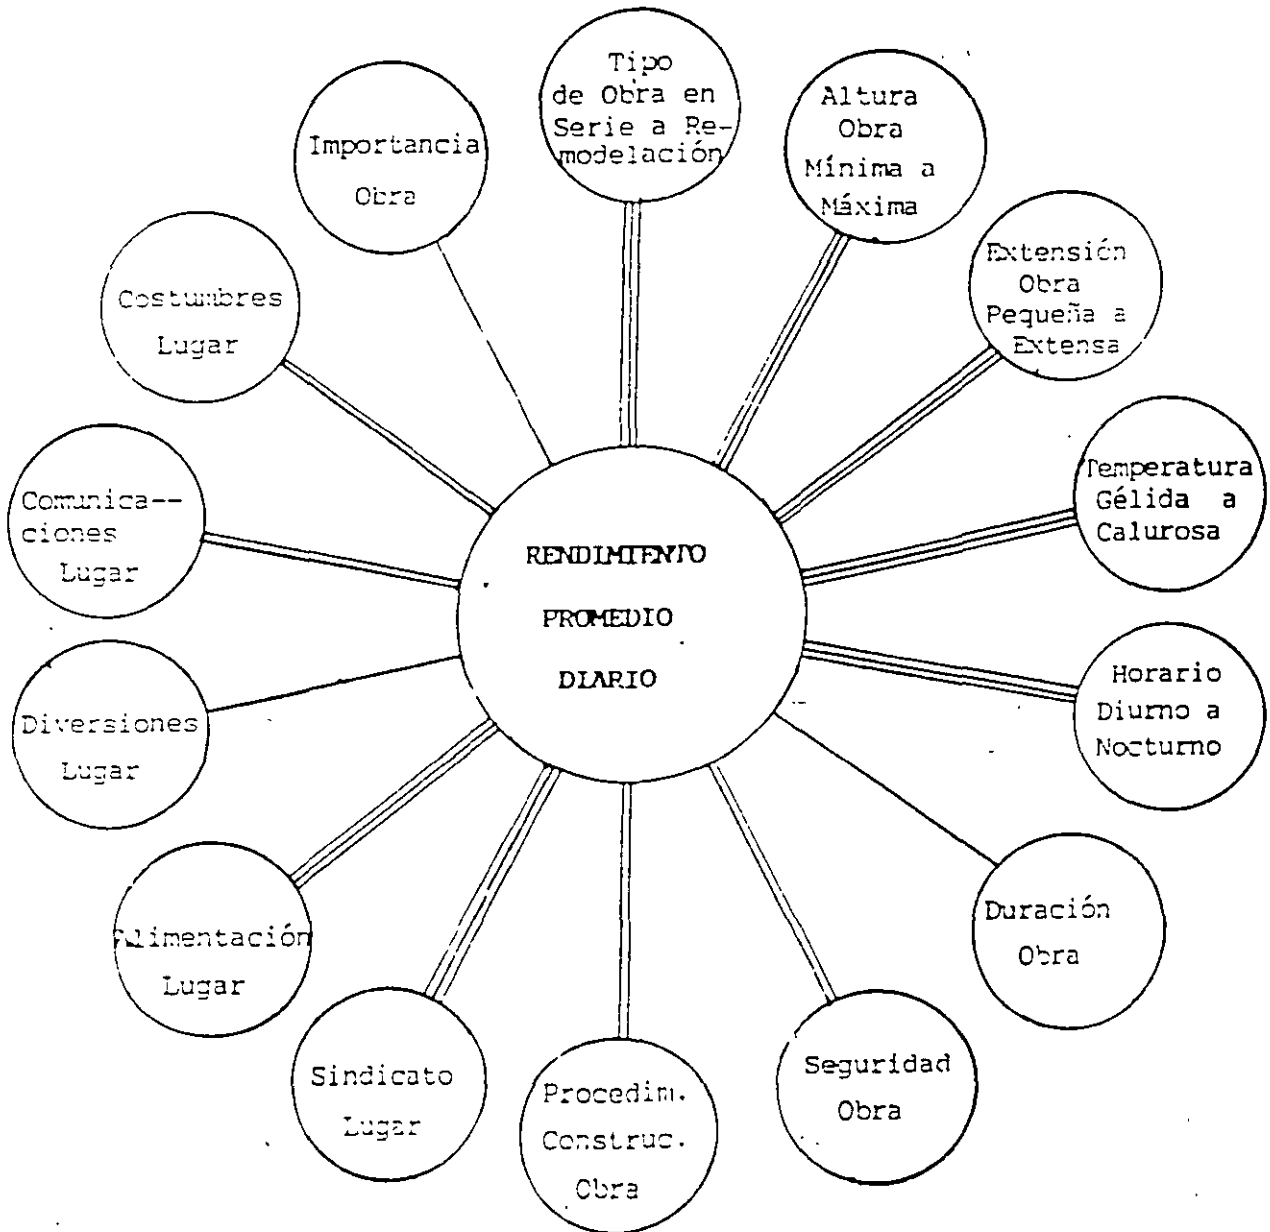 Tipo
de Obra en
Serie a Re-
modelación
Altura
Obra
Mínima a
Máxima
Extensión
Obra
Pequeña a
Extensa
Temperatura
Gélida a
Calurosa
Horario
Diurno a
Nocturno
Duración
Obra
Seguridad
Obra
Procedim.
Construc.
Obra
Sindicato
Lugar
Alimentación
Lugar
Diversiones
Lugar
Comunica--
ciones
Lugar
Costumbres
Lugar
Importancia
Obra
RENDIMIENTO
PROMEDIO
DIARIO